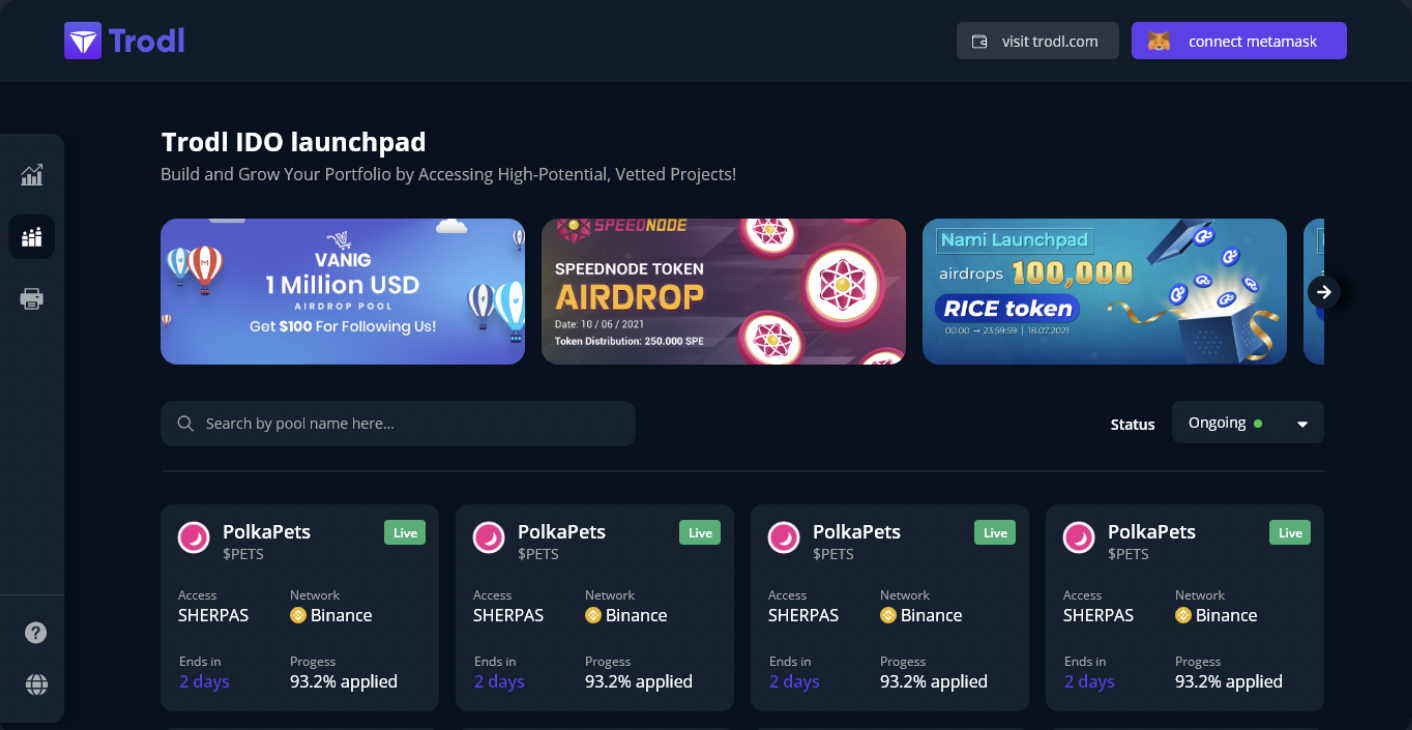 Trodl
visit trodl.com
connect metamask
Trodl IDO launchpad
Build and Grow Your Portfolio by Accessing High-Potential, Vetted Projects!
VANIG
1 Million USD
AIRDROP POOL
Get $100 For Following Us!
SPEEDNODE
SPEEDNODE TOKEN
AIRDROP
Date: 10 / 06 / 2021
Token Distribution: 250.000 SPE
Nami Launchpad
airdrops 100,000
RICE token
00:00 → 23:59:59 | 18.07.2021
Search by pool name here...
Status
Ongoing
PolkaPets Live
$PETS
Access Network
SHERPAS Binance
Ends in Progess
2 days 93.2% applied
PolkaPets Live
$PETS
Access Network
SHERPAS Binance
Ends in Progess
2 days 93.2% applied
PolkaPets Live
$PETS
Access Network
SHERPAS Binance
Ends in Progess
2 days 93.2% applied
PolkaPets Live
$PETS
Access Network
SHERPAS Binance
Ends in Progess
2 days 93.2% applied